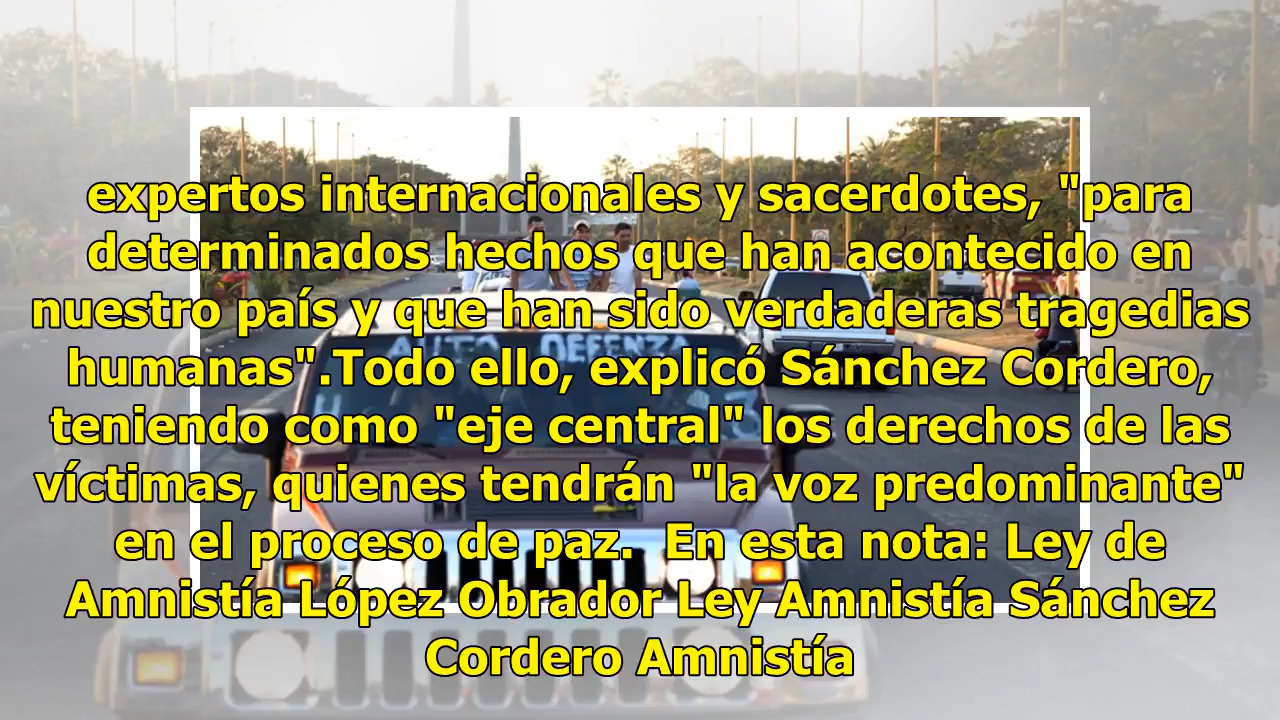 expertos internacionales y sacerdotes, "para
determinados hechos que han acontecido en
nuestro país y que han sido verdaderas tragedias
humanas".Todo ello, explicó Sánchez Cordero,
teniendo como "eje central" los derechos de las
víctimas, quienes tendrán "la voz predominante"
en el proceso de paz.  En esta nota: Ley de
Amnistía López Obrador Ley Amnistía Sánchez
Cordero Amnistía
AUTO DEFENZA